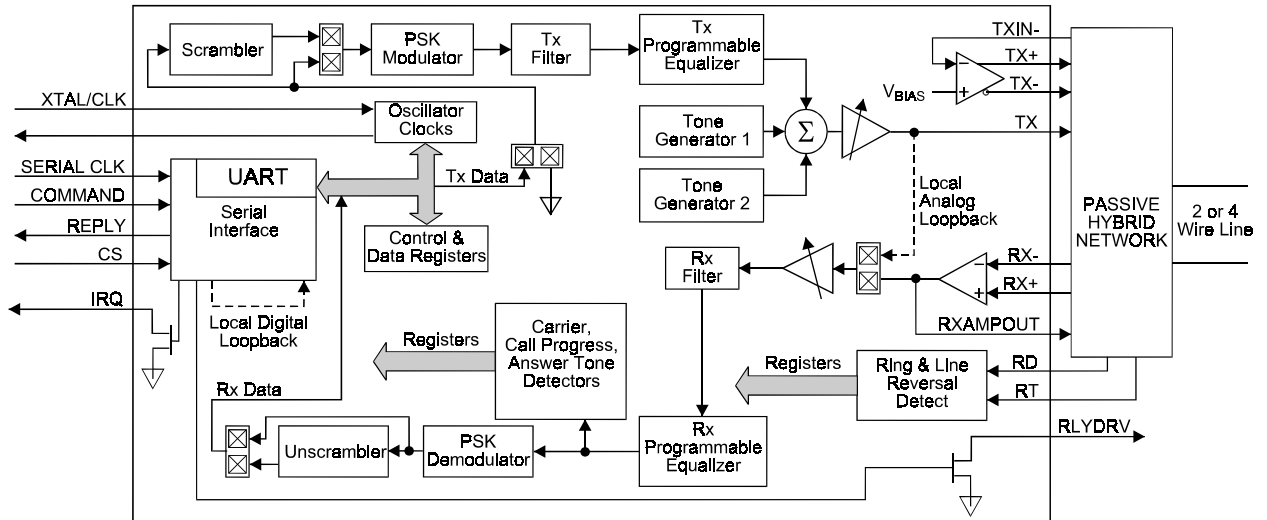 Scrambler
PSK
Modulator
Tx
Filter
Tx
Programmable
Equalizer
TXIN-
TX+
TX-
VBIAS
XTAL/CLK
Oscillator
Clocks
Tone
Generator 1
Σ
TX
SERIAL CLK
UART
Tx Data
COMMAND
Serial
Interface
Tone
Generator 2
Local
Analog
Loopback
PASSIVE
HYBRID
NETWORK
2 or 4
Wire Line
REPLY
CS
Control &
Data Registers
Rx
Filter
RX-
RX+
IRQ
Local Digital
Loopback
RXAMPOUT
Registers
Carrier,
Call Progress,
Answer Tone
Detectors
Registers
Ring & Line
Reversal
Detect
RD
RT
Rx Data
Unscrambler
PSK
Demodulator
Rx
Programmable
Equalizer
RLYDRV